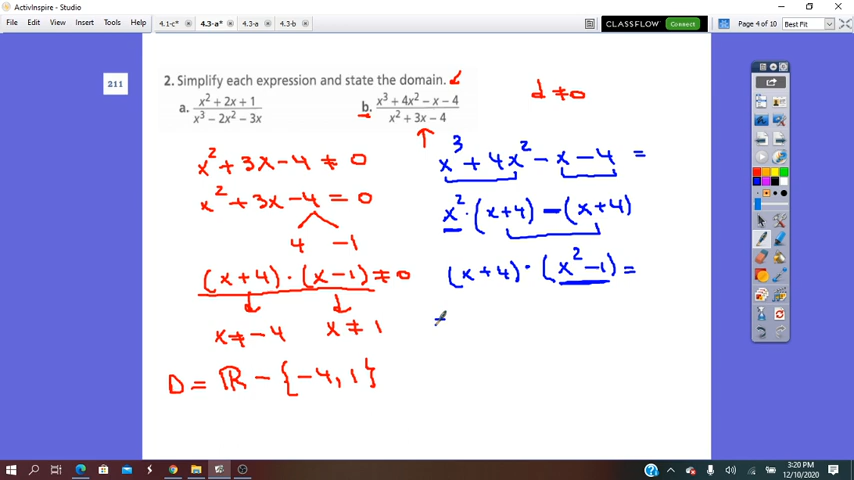 ActivInspire - Studio
File Edit View Insert Tools Help
4.1-c* 4.3-a* 4.3-a 4.3-b
CLASSFLOW Connect
Page 4 of 10 Best Fit
211
2. Simplify each expression and state the domain.
a. x² + 2x + 1 / x³ − 2x² − 3x
b. x³ + 4x² − x − 4 / x² + 3x − 4
d ≠ 0
x² + 3x − 4 ≠ 0
x² + 3x − 4 = 0
4 −1
(x+4) · (x−1) ≠ 0
x ≠ −4 x ≠ 1
D = ℝ − {−4, 1}
x³ + 4x² − x − 4 =
x² · (x+4) − (x+4)
(x+4) · (x² − 1) =
3:20 PM
12/10/2020